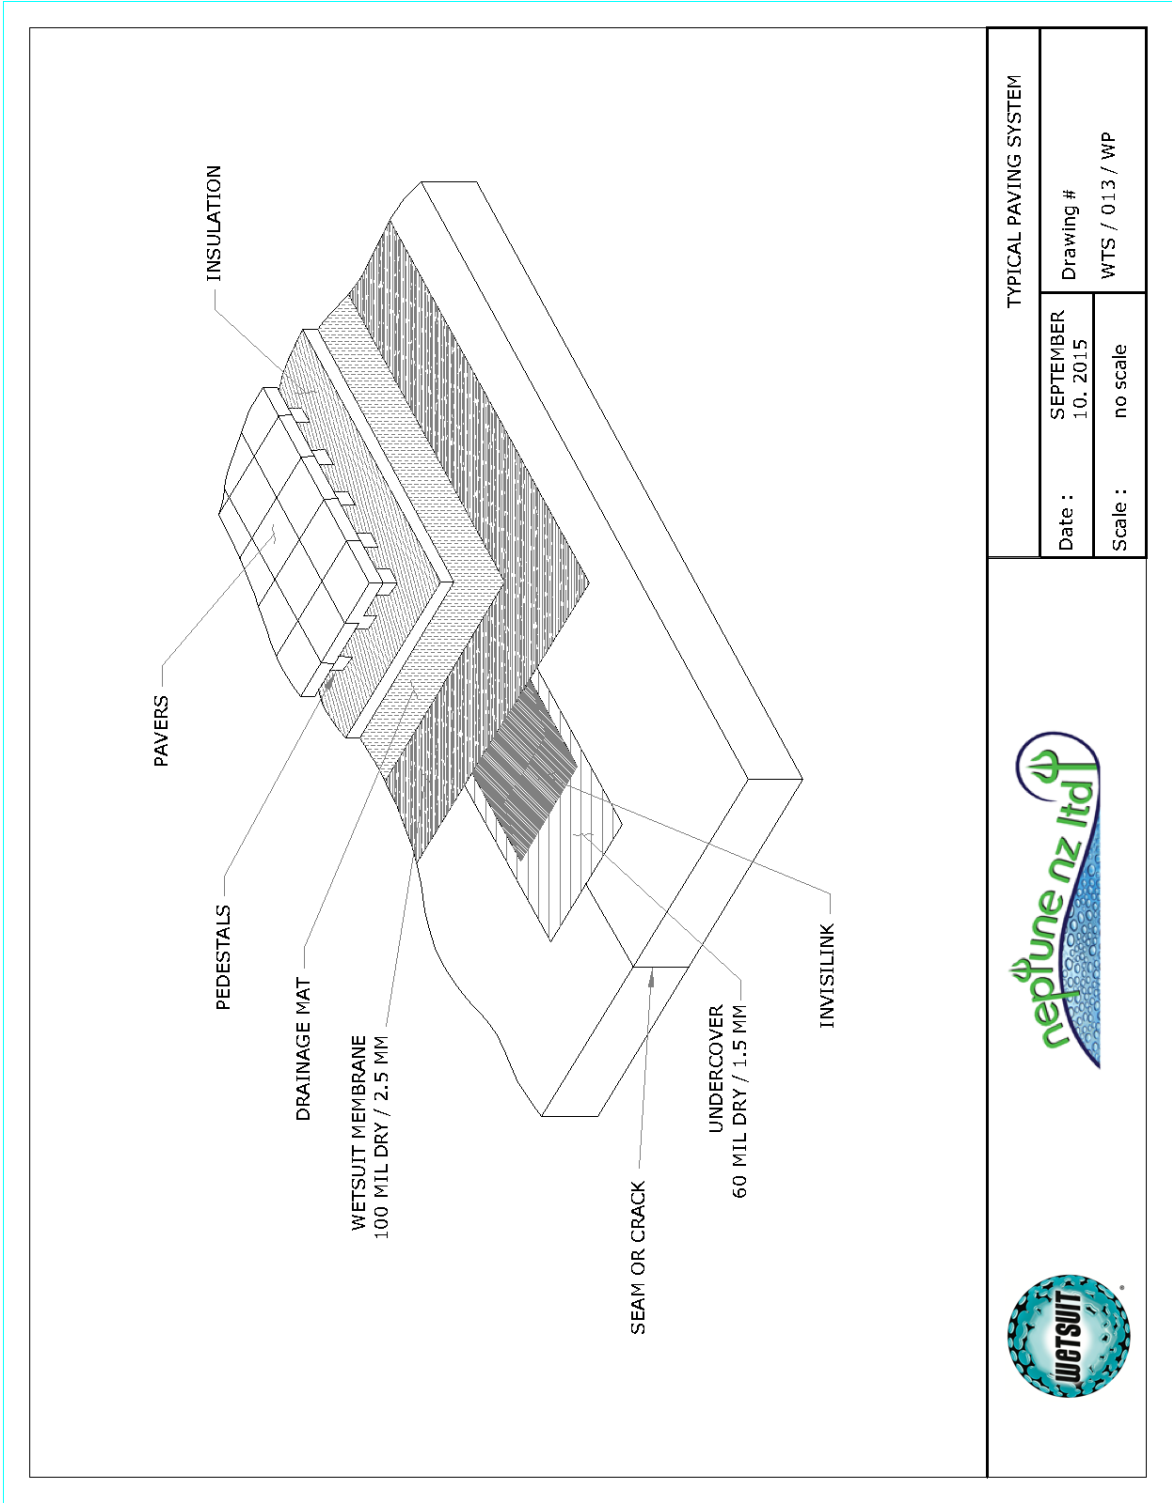 INSULATION
PAVERS
PEDESTALS
DRAINAGE MAT
WETSUIT MEMBRANE
100 MIL DRY / 2.5 MM
SEAM OR CRACK
UNDERCOVER
60 MIL DRY / 1.5 MM
INVISILINK
WETSUIT
neptune nz ltd
TYPICAL PAVING SYSTEM
Date : SEPTEMBER
10. 2015
Drawing #
WTS / 013 / WP
Scale : no scale